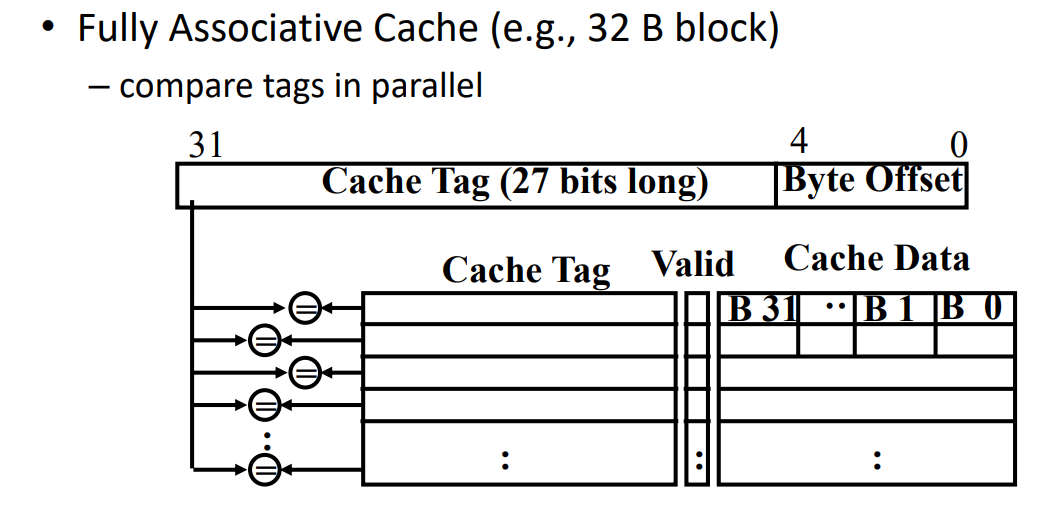 • Fully Associative Cache (e.g., 32 B block)
– compare tags in parallel
31 4 0
Cache Tag (27 bits long) Byte Offset
Cache Tag Valid Cache Data
= B 31 ·· B 1 B 0
=
=
=
:
= : : :